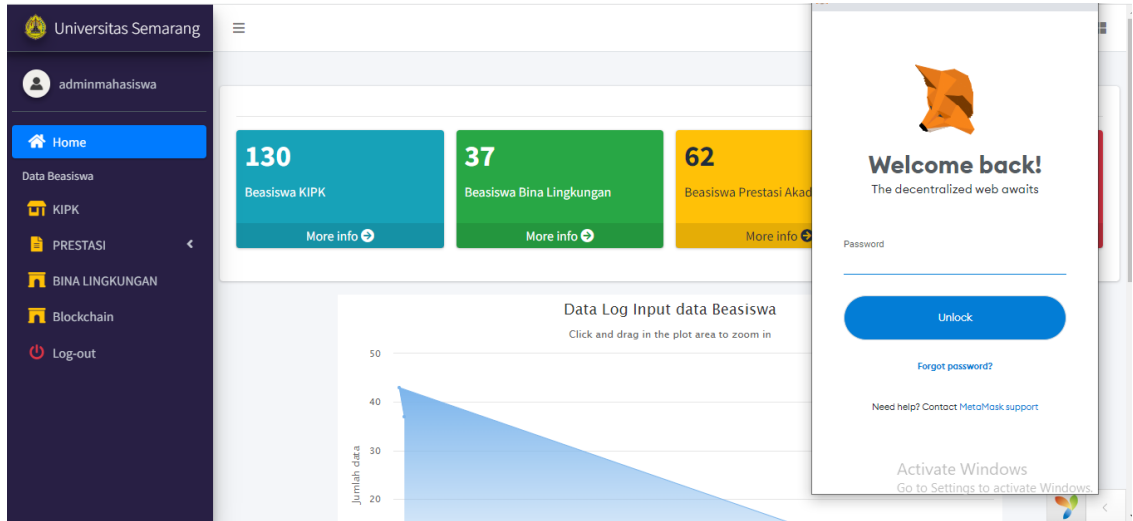 Universitas Semarang
adminmahasiswa
Home
Data Beasiswa
KIPK
PRESTASI
BINA LINGKUNGAN
Blockchain
Log-out
130
Beasiswa KIPK
More info
37
Beasiswa Bina Lingkungan
More info
62
Beasiswa Prestasi Akad
More info
Data Log Input data Beasiswa
Click and drag in the plot area to zoom in
Jumlah data
50
40
30
20
Welcome back!
The decentralized web awaits
Password
Unlock
Forgot password?
Need help? Contact MetaMask support
Activate Windows
Go to Settings to activate Windows.